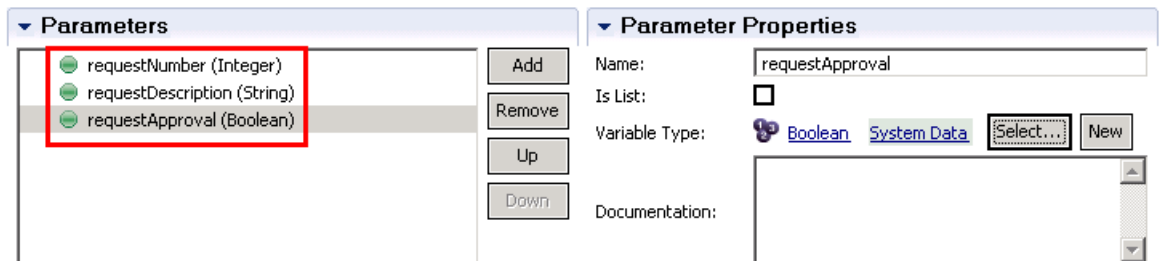 Parameters
requestNumber (Integer)
requestDescription (String)
requestApproval (Boolean)
Add
Remove
Up
Down
Parameter Properties
Name: requestApproval
Is List:
Variable Type: Boolean System Data Select... New
Documentation: